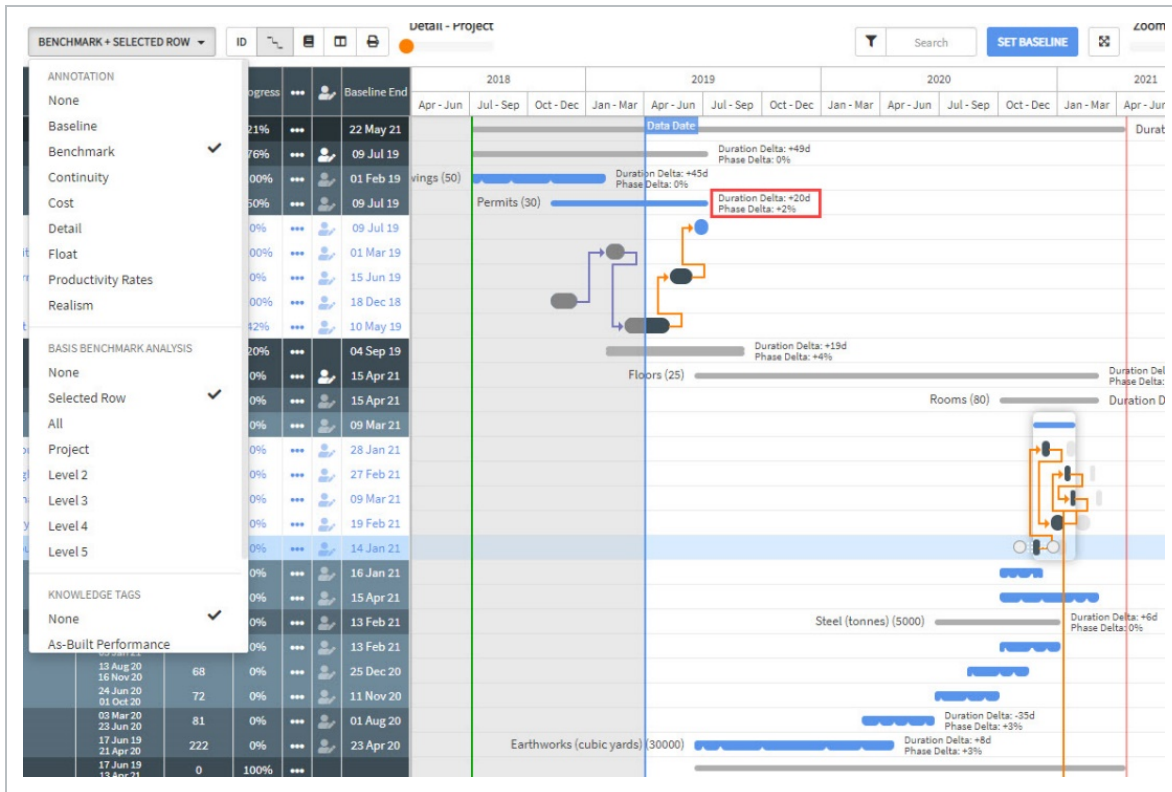 Detail - Project
Zoom
BENCHMARK + SELECTED ROW
ID
Search
SET BASELINE
ANNOTATION
None
Baseline
Benchmark
Continuity
Cost
Detail
Float
Productivity Rates
Realism
BASIS BENCHMARK ANALYSIS
None
Selected Row
All
Project
Level 2
Level 3
Level 4
Level 5
KNOWLEDGE TAGS
None
As-Built Performance
ogress ••• Baseline End
2018 2019 2020 2021
Apr - Jun Jul - Sep Oct - Dec Jan - Mar Apr - Jun Jul - Sep Oct - Dec Jan - Mar Apr - Jun Jul - Sep Oct - Dec Jan - Mar Apr - Jun
21% ••• 22 May 21 Data Date Durat
76% ••• 09 Jul 19 Duration Delta: +49d
Phase Delta: 0%
00% ••• 01 Feb 19 vings (50) Duration Delta: +45d
Phase Delta: 0%
50% ••• 09 Jul 19 Permits (30) Duration Delta: +20d
Phase Delta: +2%
0% ••• 09 Jul 19
00% ••• 01 Mar 19
0% ••• 15 Jun 19
00% ••• 18 Dec 18
42% ••• 10 May 19
20% ••• 04 Sep 19 Duration Delta: +19d
Phase Delta: +4%
0% ••• 15 Apr 21 Floors (25) Duration Del
Phase Delta:
0% ••• 15 Apr 21 Rooms (80) Duration D
0% ••• 09 Mar 21
0% ••• 28 Jan 21
0% ••• 27 Feb 21
0% ••• 09 Mar 21
0% ••• 19 Feb 21
0% ••• 14 Jan 21
0% ••• 16 Jan 21
0% ••• 15 Apr 21
0% ••• 13 Feb 21 Steel (tonnes) (5000) Duration Delta: +6d
Phase Delta: 0%
0% ••• 13 Feb 21
13 Aug 20
16 Nov 20 68 0% ••• 25 Dec 20
24 Jun 20
01 Oct 20 72 0% ••• 11 Nov 20
03 Mar 20
23 Jun 20 81 0% ••• 01 Aug 20 Duration Delta: -35d
Phase Delta: +3%
17 Jun 19
21 Apr 20 222 0% ••• 23 Apr 20 Earthworks (cubic yards) (30000) Duration Delta: +8d
Phase Delta: +3%
17 Jun 19
13 Apr 21 0 100% •••